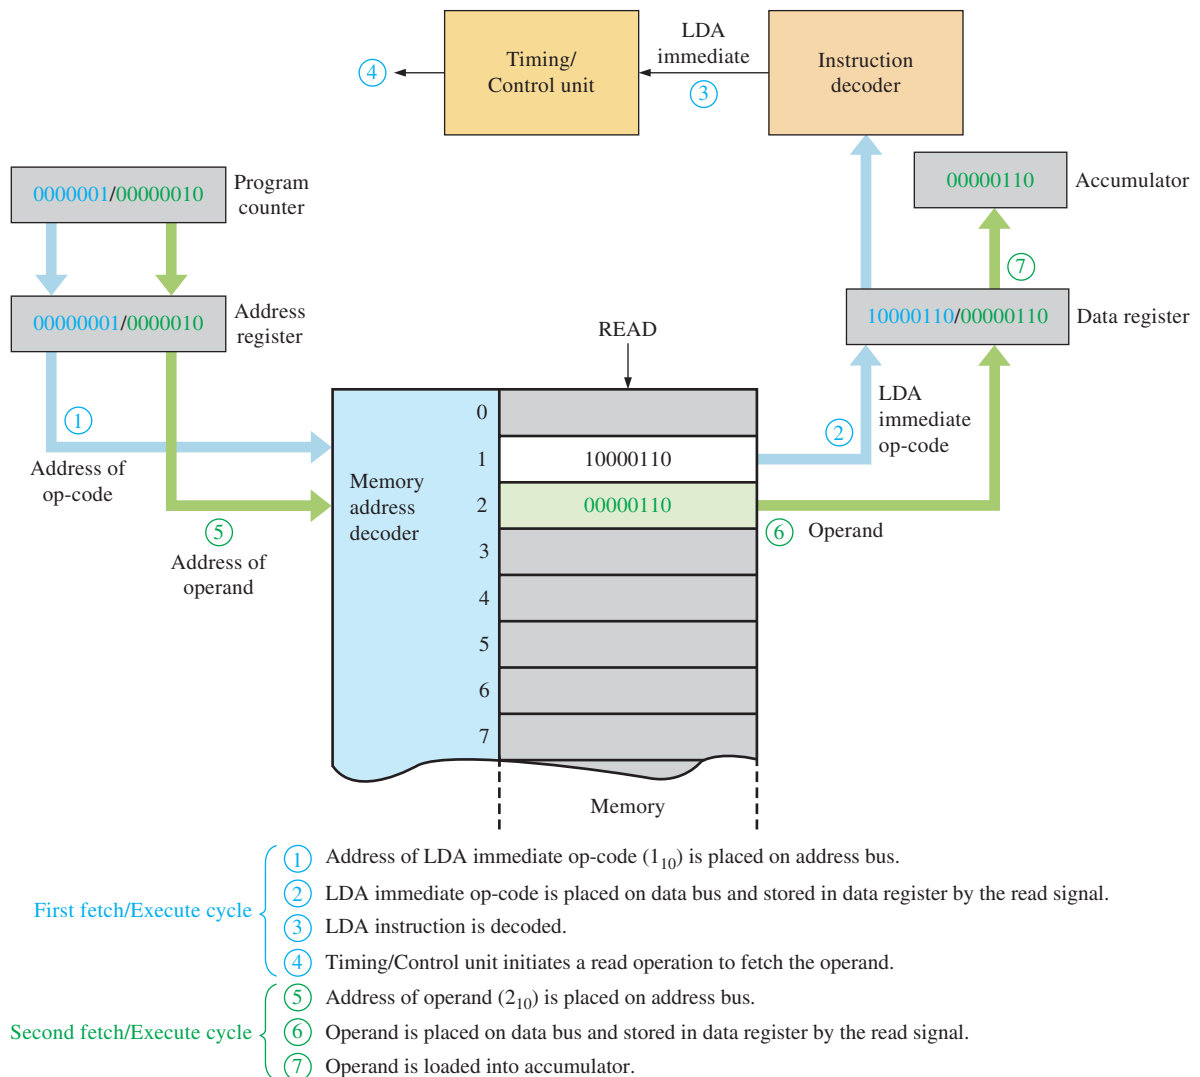 LDA
immediate
③
Timing/
Control unit
④
Instruction
decoder
0000001/00000010
Program
counter
00000110
Accumulator
⑦
00000001/0000010
Address
register
10000110/00000110
Data register
READ
①
Address of
op-code
②
LDA
immediate
op-code
Memory
address
decoder
0
1
10000110
2
00000110
3
4
5
6
7
⑤
Address of
operand
⑥
Operand
Memory
First fetch/Execute cycle
① Address of LDA immediate op-code (1₁₀) is placed on address bus.
② LDA immediate op-code is placed on data bus and stored in data register by the read signal.
③ LDA instruction is decoded.
④ Timing/Control unit initiates a read operation to fetch the operand.
Second fetch/Execute cycle
⑤ Address of operand (2₁₀) is placed on address bus.
⑥ Operand is placed on data bus and stored in data register by the read signal.
⑦ Operand is loaded into accumulator.